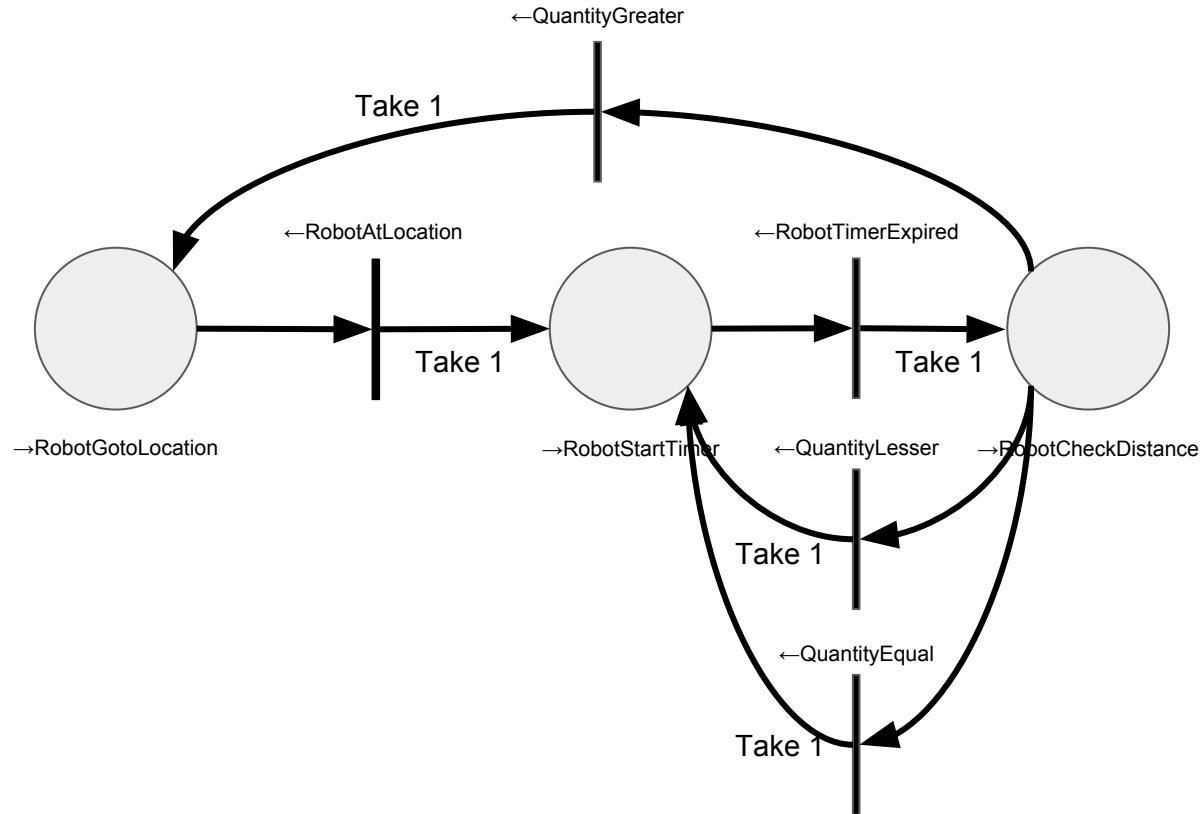 ←QuantityGreater
Take 1
←RobotAtLocation
←RobotTimerExpired
Take 1
Take 1
→RobotGotoLocation
→RobotStartTimer
←QuantityLesser
→RobotCheckDistance
Take 1
←QuantityEqual
Take 1